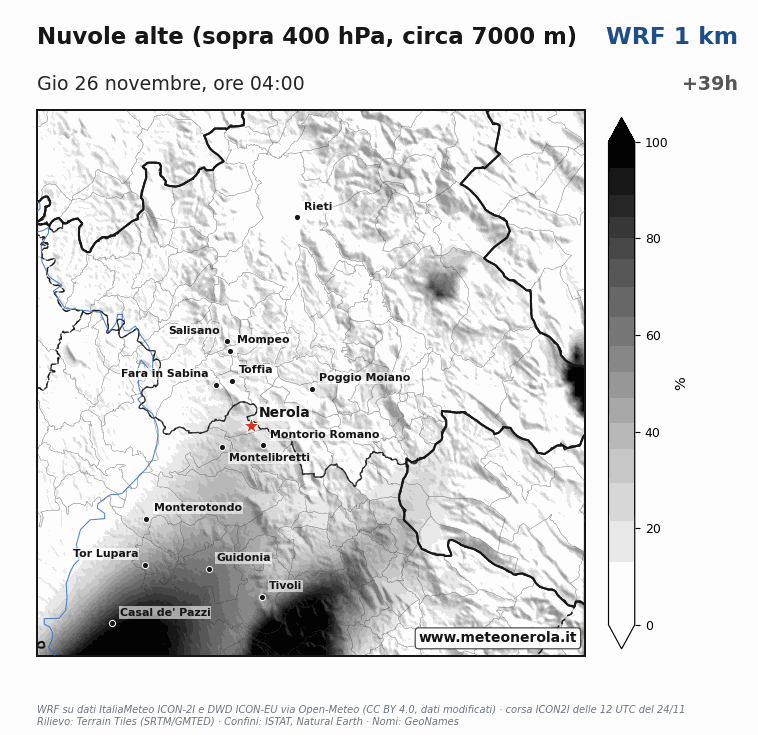 Nuvole alte (sopra 400 hPa, circa 7000 m) WRF 1 km
Gio 26 novembre, ore 04:00 +39h
100
80
60
40
20
0
%
Rieti
Salisano
Mompeo
Toffia
Fara in Sabina
Poggio Moiano
Nerola
Montorio Romano
Montelibretti
Monterotondo
Tor Lupara
Guidonia
Tivoli
Casal de' Pazzi
www.meteonerola.it
WRF su dati ItaliaMeteo ICON-2I e DWD ICON-EU via Open-Meteo (CC BY 4.0, dati modificati) · corsa ICON2I delle 12 UTC del 24/11
Rilievo: Terrain Tiles (SRTM/GMTED) · Confini: ISTAT, Natural Earth · Nomi: GeoNames